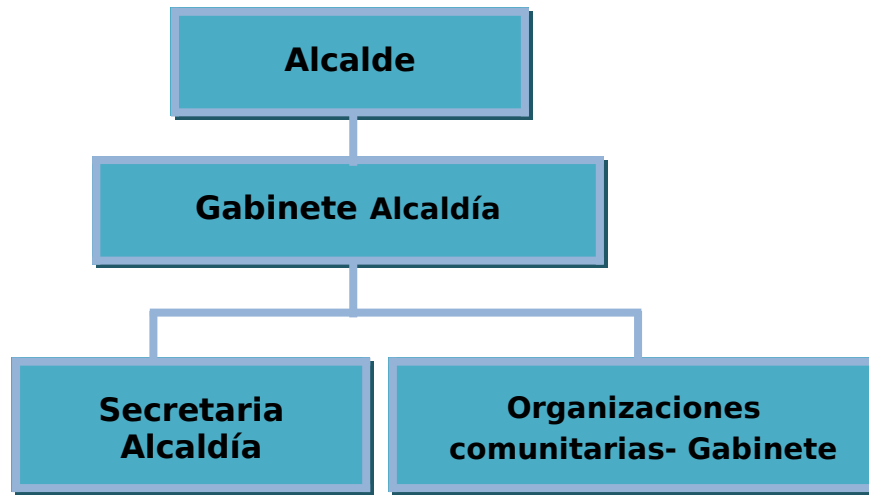 Alcalde
Gabinete Alcaldía
Secretaria
Alcaldía
Organizaciones
comunitarias- Gabinete